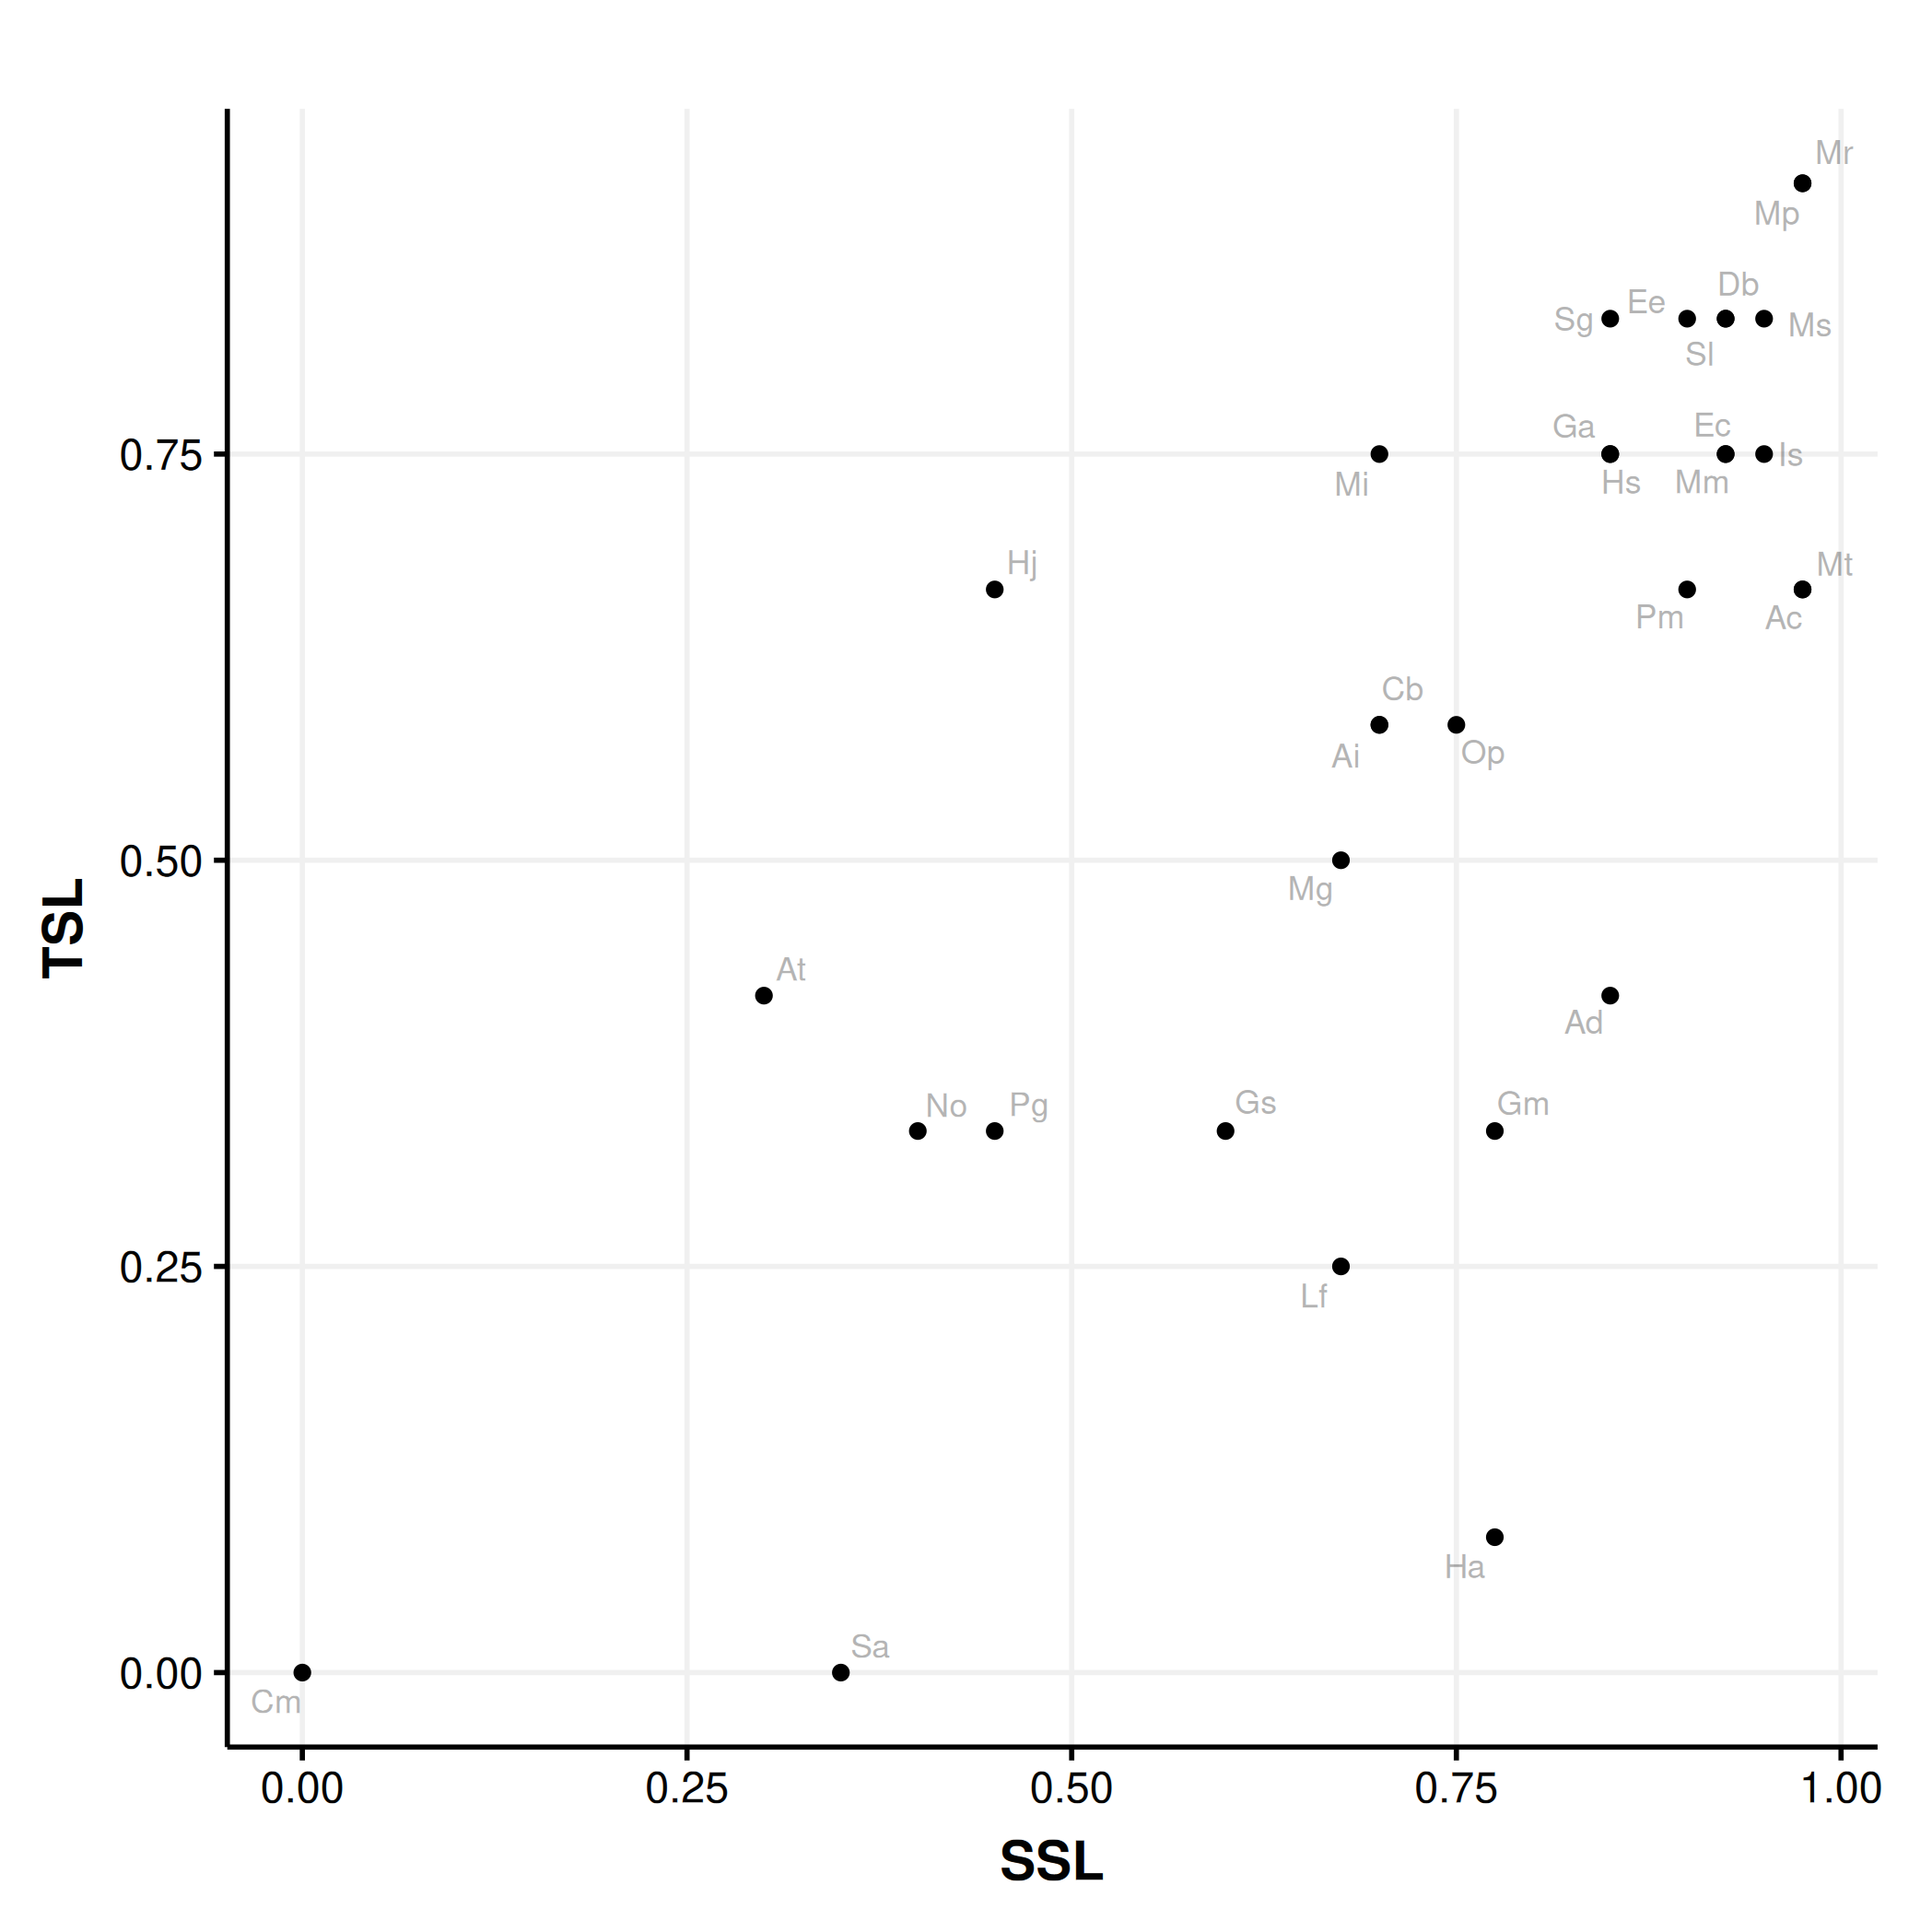 Mr
Mp
Db
Ee
Sg
Ms
Sl
Ga
Ec
0.75
Is
Mi
Hs
Mm
Hj
Mt
Pm
Ac
Cb
Ai
Op
0.50
Mg
TSL
At
Ad
No
Pg
Gs
Gm
0.25
Lf
Ha
Sa
0.00
Cm
0.00 0.25 0.50 0.75 1.00
SSL